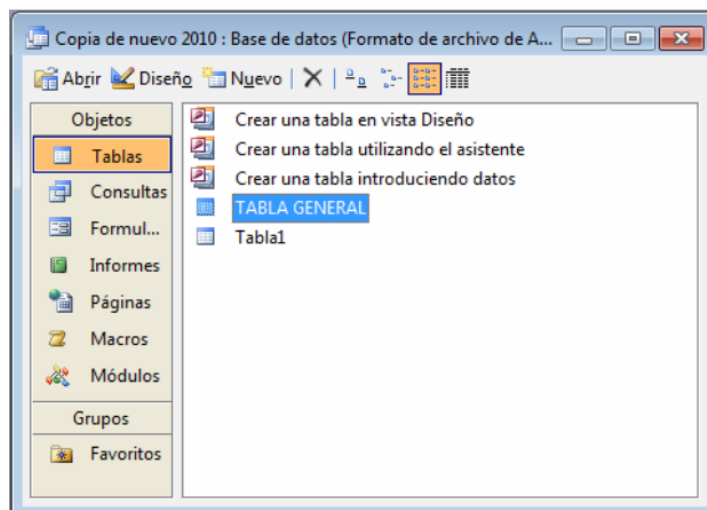 Copia de nuevo 2010 : Base de datos (Formato de archivo de A...
Abrir Diseño Nuevo
Objetos
Tablas
Consultas
Formul...
Informes
Páginas
Macros
Módulos
Grupos
Favoritos
Crear una tabla en vista Diseño
Crear una tabla utilizando el asistente
Crear una tabla introduciendo datos
TABLA GENERAL
Tabla1